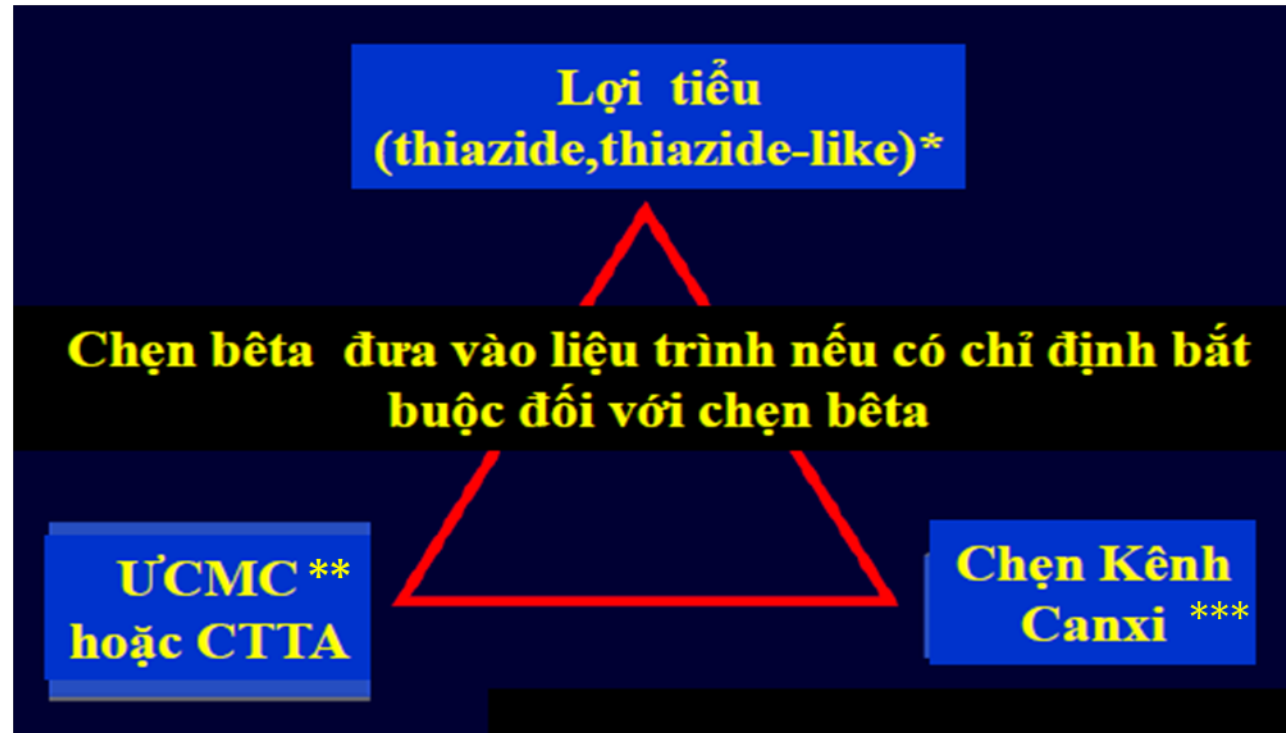 Lợi tiểu
(thiazide,thiazide-like)*
Chẹn bêta đưa vào liệu trình nếu có chỉ định bắt
buộc đối với chẹn bêta
ƯCMC **
hoặc CTTA
Chẹn Kênh
Canxi ***